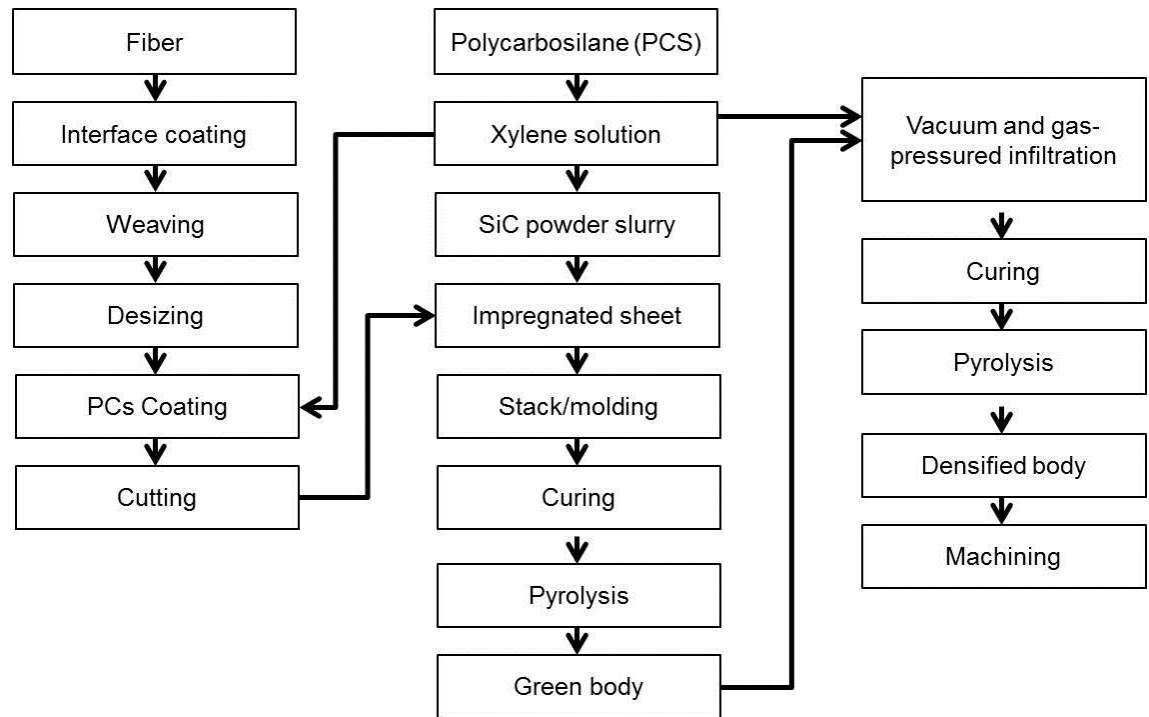 Fiber
Interface coating
Weaving
Desizing
PCs Coating
Cutting
Polycarbosilane (PCS)
Xylene solution
SiC powder slurry
Impregnated sheet
Stack/molding
Curing
Pyrolysis
Green body
Vacuum and gas-
pressured infiltration
Curing
Pyrolysis
Densified body
Machining